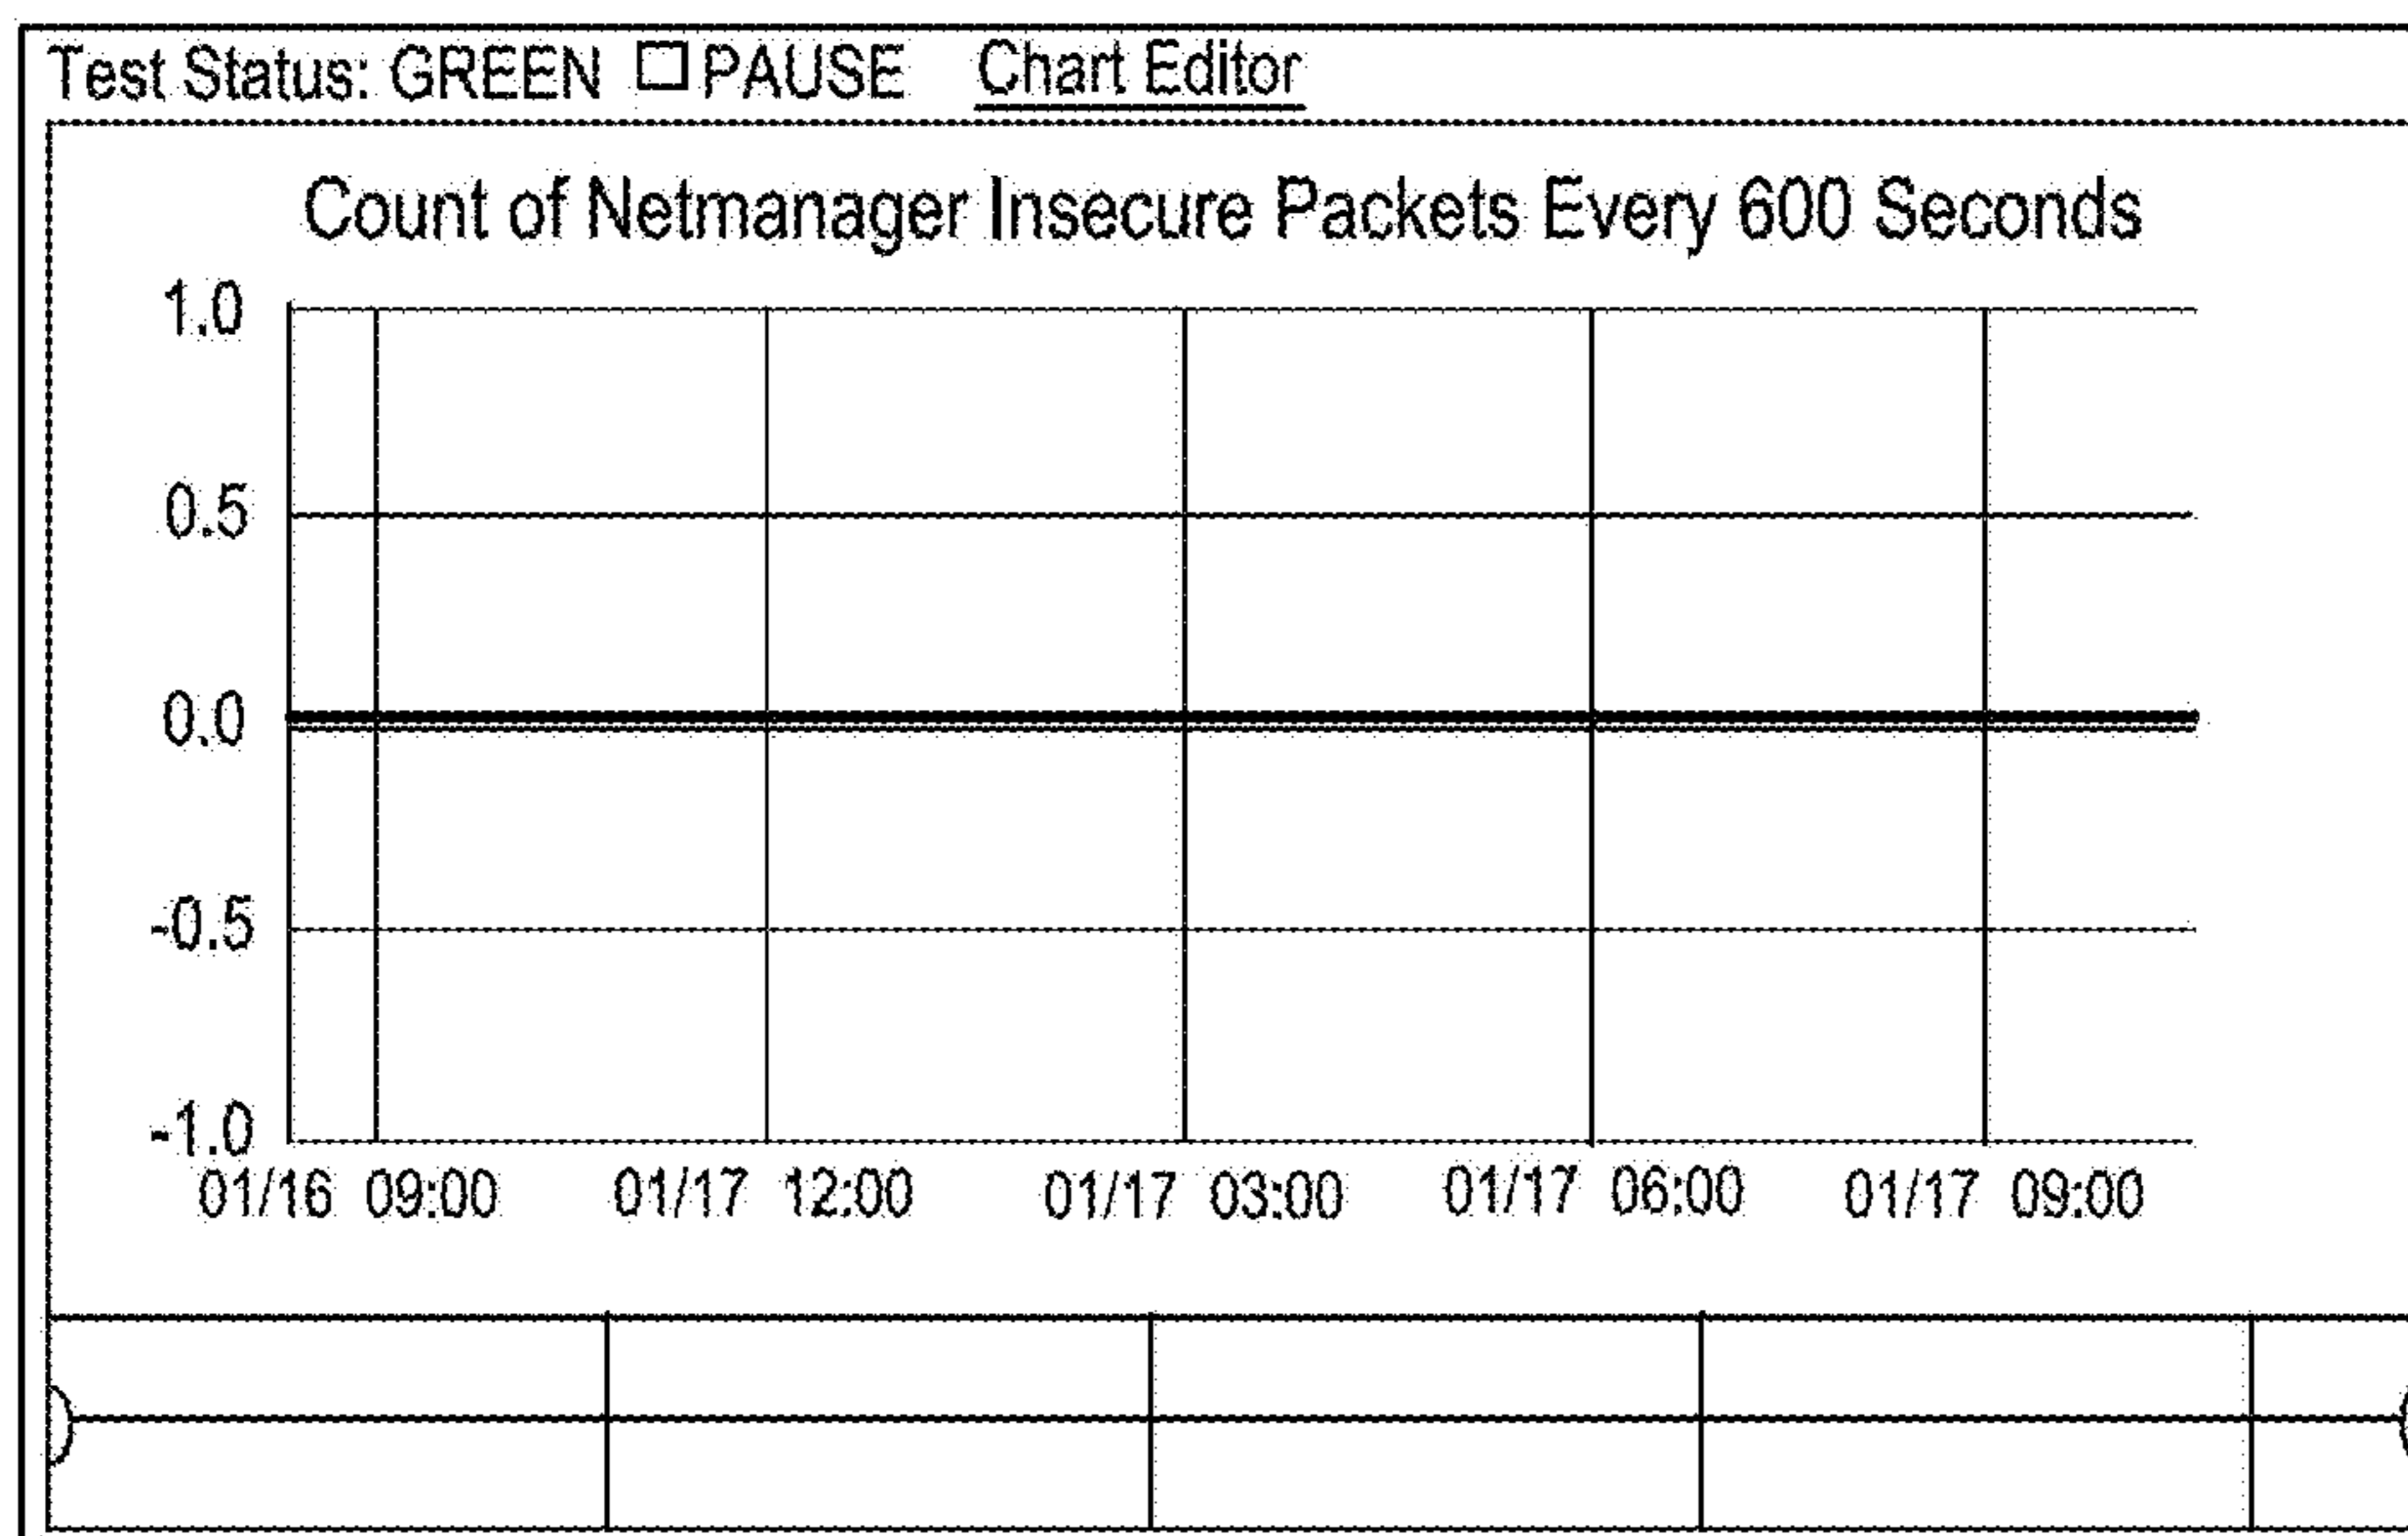 Test Status: GREEN PAUSE Chart Editor
Count of Netmanager Insecure Packets Every 600 Seconds
1.0
0.5
0.0
-0.5
-1.0
01/16 09:00 01/17 12:00 01/17 03:00 01/17 06:00 01/17 09:00